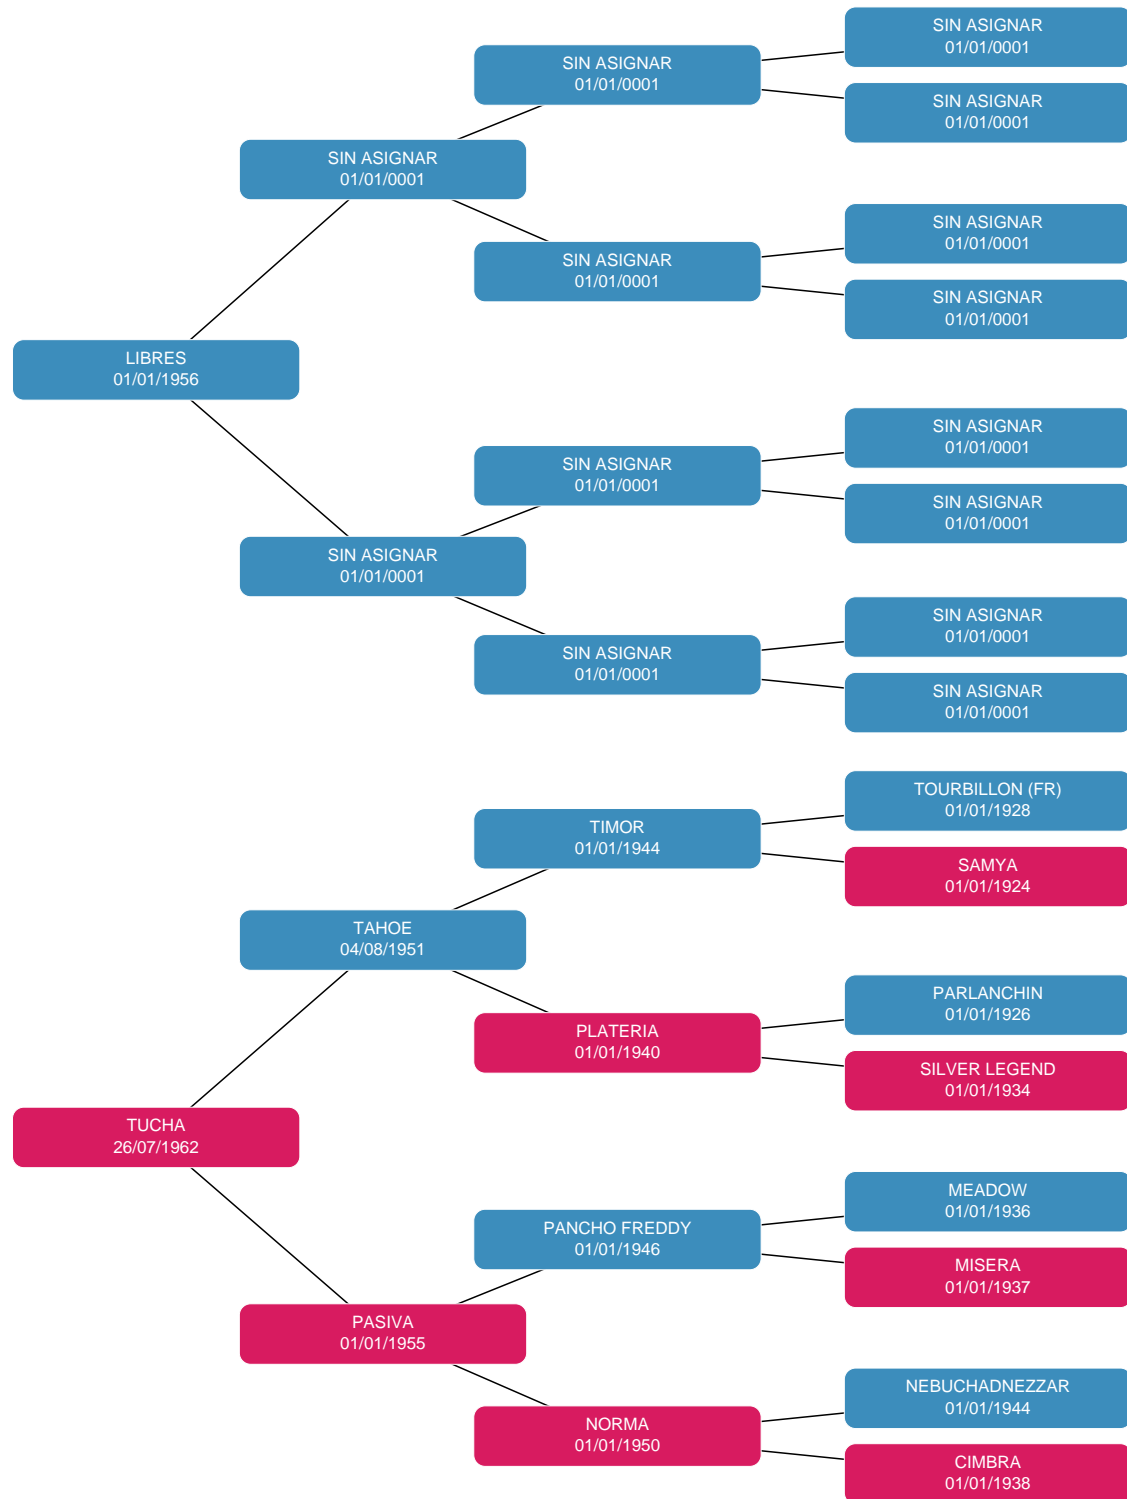 SIN ASIGNAR
01/01/0001
SIN ASIGNAR
01/01/0001
SIN ASIGNAR
01/01/0001
SIN ASIGNAR
01/01/0001
SIN ASIGNAR
01/01/0001
SIN ASIGNAR
01/01/0001
SIN ASIGNAR
01/01/0001
LIBRES
01/01/1956
SIN ASIGNAR
01/01/0001
SIN ASIGNAR
01/01/0001
SIN ASIGNAR
01/01/0001
SIN ASIGNAR
01/01/0001
SIN ASIGNAR
01/01/0001
SIN ASIGNAR
01/01/0001
SIN ASIGNAR
01/01/0001
TOURBILLON (FR)
01/01/1928
TIMOR
01/01/1944
SAMYA
01/01/1924
TAHOE
04/08/1951
PARLANCHIN
01/01/1926
PLATERIA
01/01/1940
SILVER LEGEND
01/01/1934
TUCHA
26/07/1962
MEADOW
01/01/1936
PANCHO FREDDY
01/01/1946
MISERA
01/01/1937
PASIVA
01/01/1955
NEBUCHADNEZZAR
01/01/1944
NORMA
01/01/1950
CIMBRA
01/01/1938